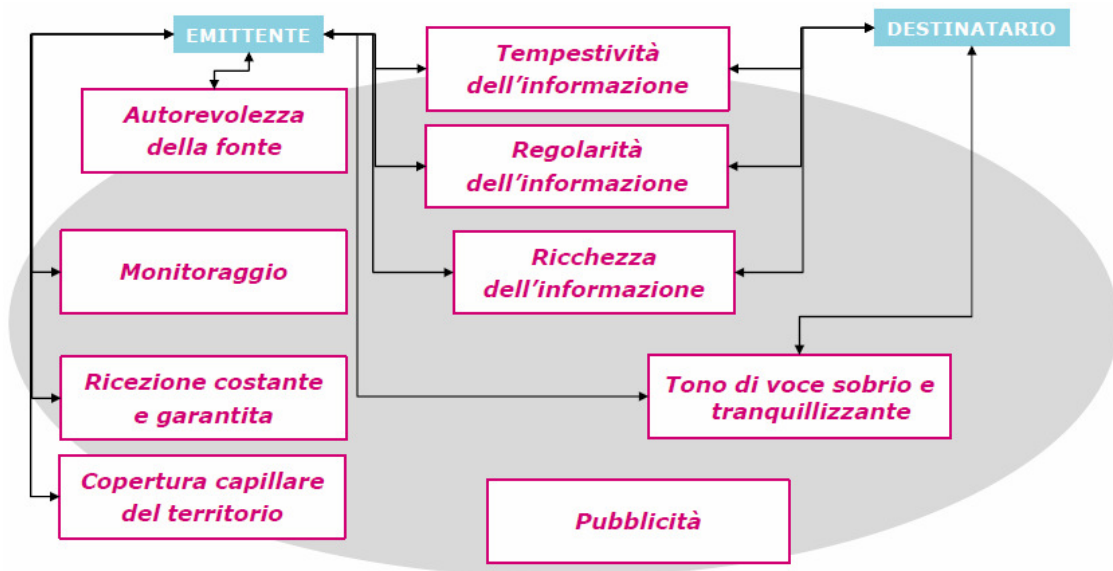 EMITTENTE
DESTINATARIO
Tempestività
dell’informazione
Autorevolezza
della fonte
Regolarità
dell’informazione
Monitoraggio
Ricchezza
dell’informazione
Ricezione costante
e garantita
Tono di voce sobrio e
tranquillizzante
Copertura capillare
del territorio
Pubblicità